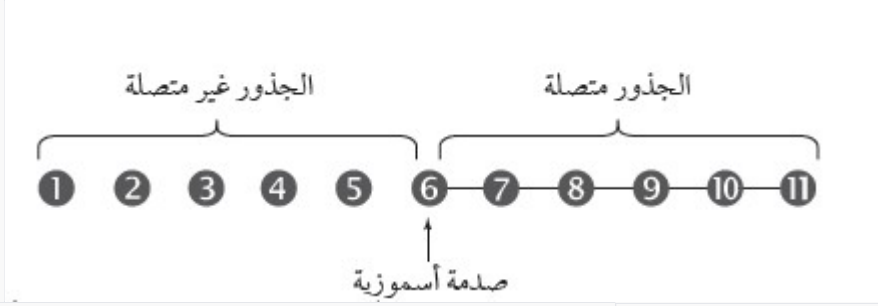 الجذور متصلة
الجذور غير متصلة
1 2 3 4 5 6 7 8 9 10 11
صدمة أسموزية